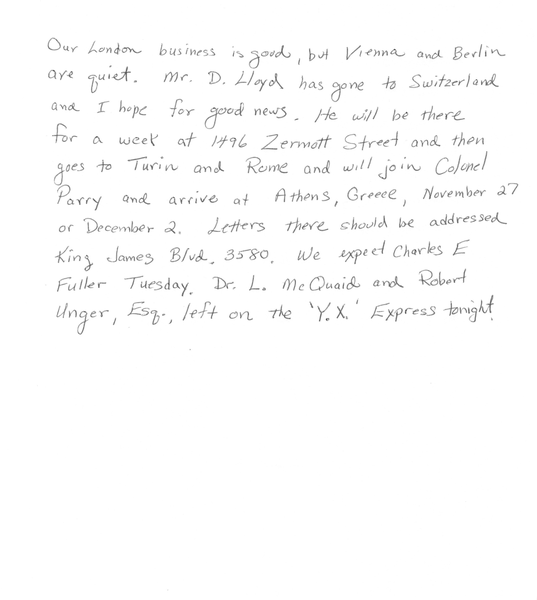 Our London business is good, but Vienna and Berlin
are quiet. Mr. D. Lloyd has gone to Switzerland
and I hope for good news. He will be there
for a week at 1496 Zermott Street and then
goes to Turin and Rome and will join Colonel
Parry and arrive at Athens, Greece, November 27
or December 2. Letters there should be addressed
King James Blvd. 3580. We expect Charles E
Fuller Tuesday. Dr. L. McQuaid and Robert
Unger, Esq., left on the 'Y.X.' Express tonight.